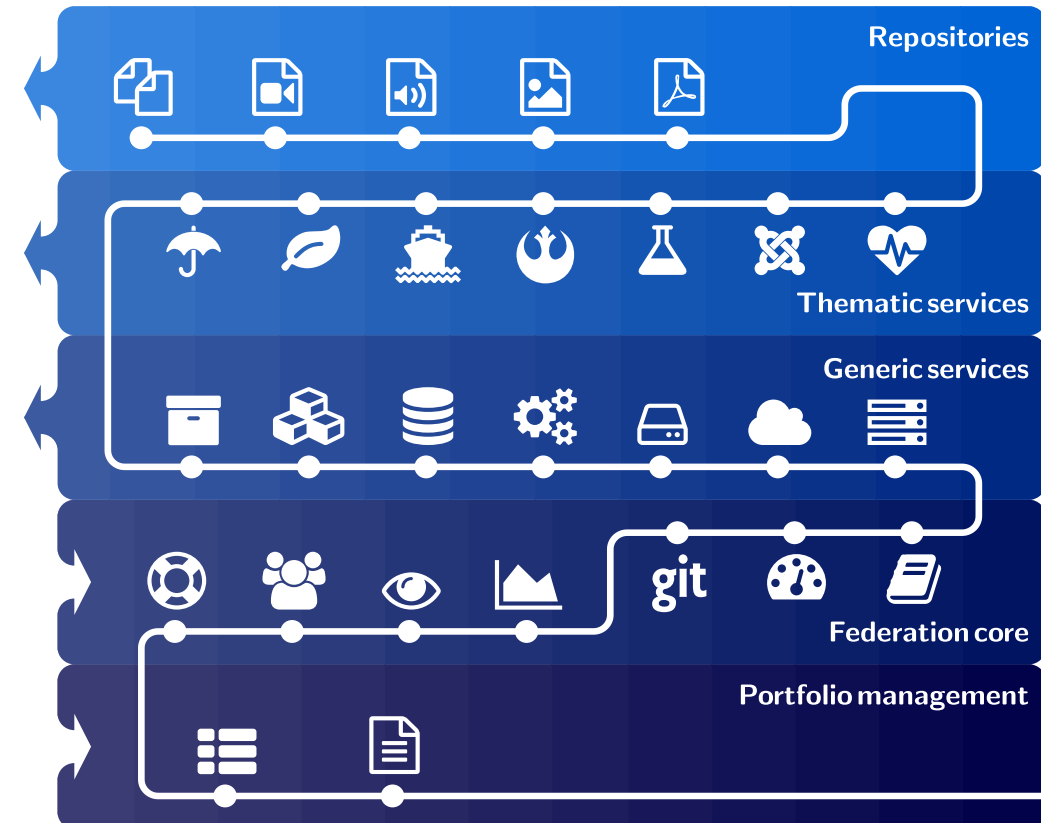 Repositories
Thematic services
Generic services
git
Federation core
Portfolio management